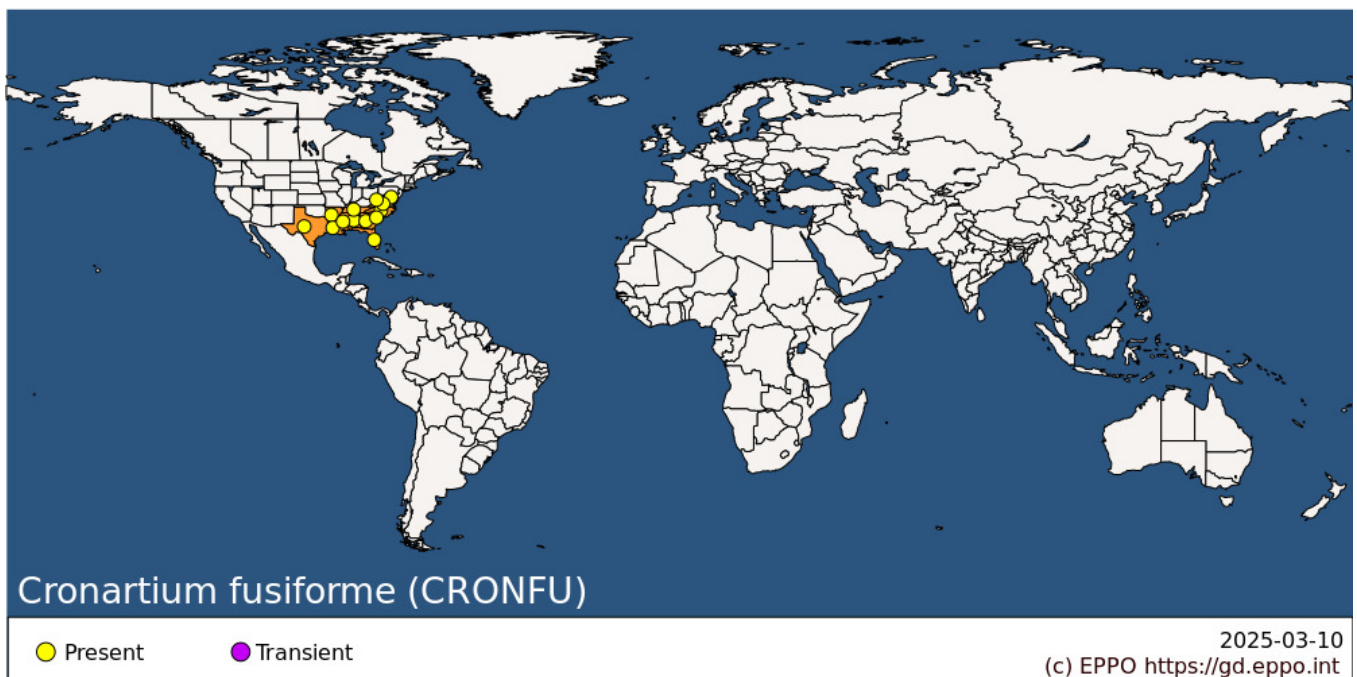 Cronartium fusiforme (CRONFU)
Present
Transient
2025-03-10
(c) EPPO https://gd.eppo.int